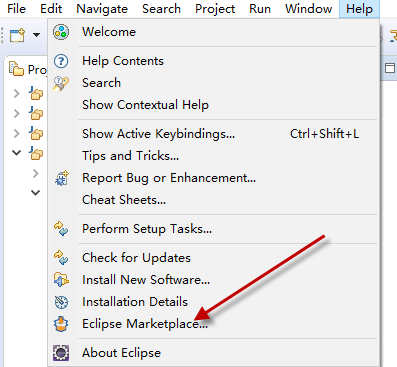 File Edit Navigate Search Project Run Window Help
Welcome
Help Contents
Search
Show Contextual Help
Show Active Keybindings... Ctrl+Shift+L
Tips and Tricks...
Report Bug or Enhancement...
Cheat Sheets...
Perform Setup Tasks...
Check for Updates
Install New Software...
Installation Details
Eclipse Marketplace...
About Eclipse